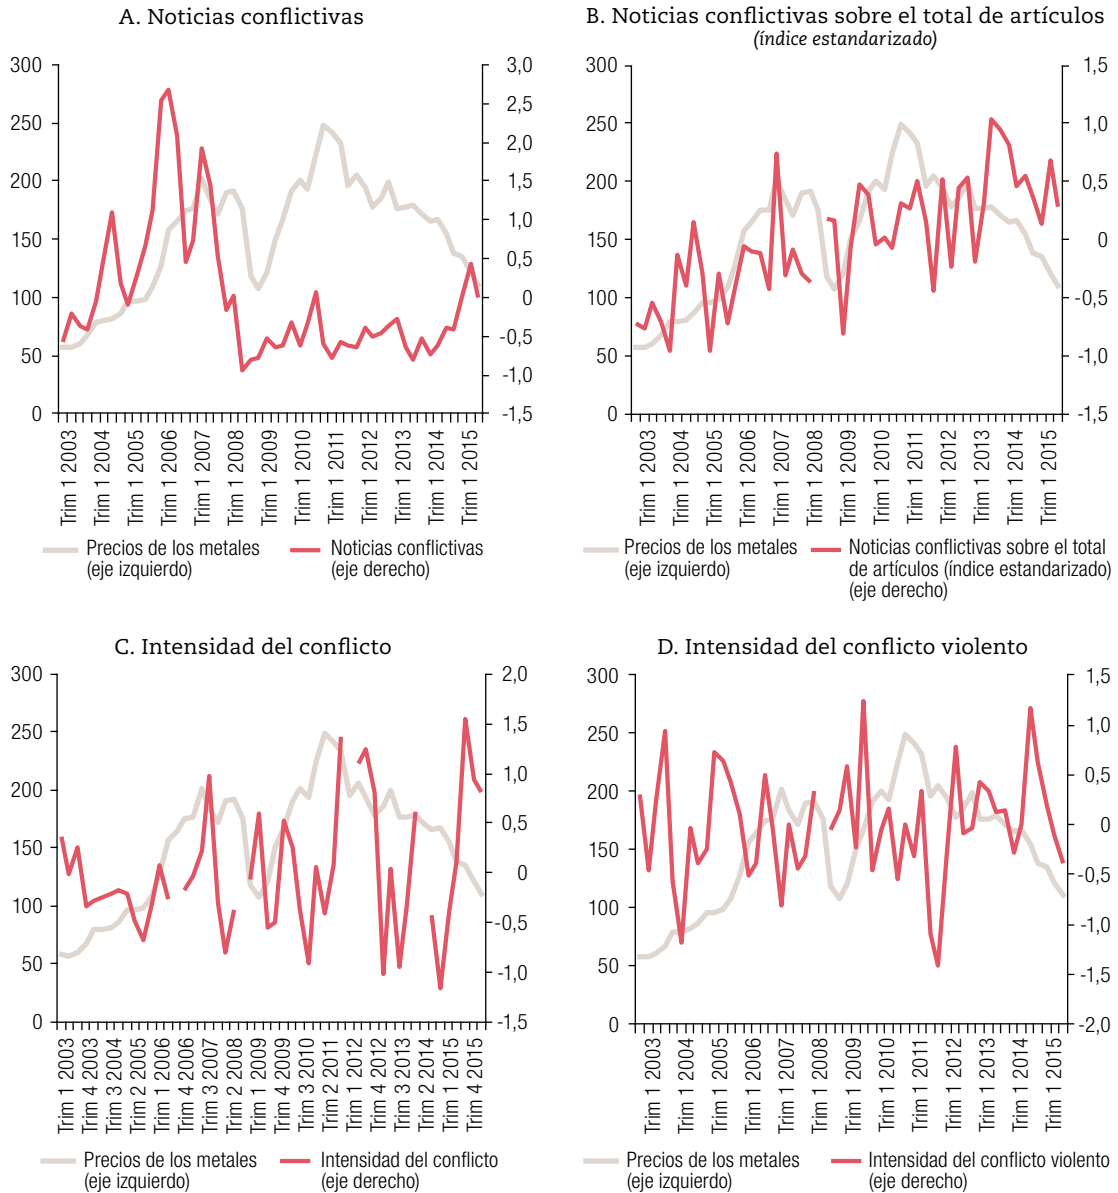 A. Noticias conflictivas
300
250
200
150
100
50
0
3,0
2,5
2,0
1,5
1,0
0,5
0
-0,5
-1,0
-1,5
Trim 1 2003
Trim 1 2004
Trim 1 2005
Trim 1 2006
Trim 1 2007
Trim 1 2008
Trim 1 2009
Trim 1 2010
Trim 1 2011
Trim 1 2012
Trim 1 2013
Trim 1 2014
Trim 1 2015
Precios de los metales
(eje izquierdo)
Noticias conflictivas
(eje derecho)
B. Noticias conflictivas sobre el total de artículos
(índice estandarizado)
300
250
200
150
100
50
0
1,5
1,0
0,5
0
-0,5
-1,0
-1,5
Trim 1 2003
Trim 1 2004
Trim 1 2005
Trim 1 2006
Trim 1 2007
Trim 1 2008
Trim 1 2009
Trim 1 2010
Trim 1 2011
Trim 1 2012
Trim 1 2013
Trim 1 2014
Trim 1 2015
Precios de los metales
(eje izquierdo)
Noticias conflictivas sobre el total
de artículos (índice estandarizado)
(eje derecho)
C. Intensidad del conflicto
300
250
200
150
100
50
0
2,0
1,5
1,0
0,5
0
-0,5
-1,0
-1,5
Trim 1 2003
Trim 4 2003
Trim 3 2004
Trim 2 2005
Trim 1 2006
Trim 4 2006
Trim 3 2007
Trim 2 2008
Trim 1 2009
Trim 4 2009
Trim 3 2010
Trim 2 2011
Trim 1 2012
Trim 4 2012
Trim 3 2013
Trim 2 2014
Trim 1 2015
Trim 4 2015
Precios de los metales
(eje izquierdo)
Intensidad del conflicto
(eje derecho)
D. Intensidad del conflicto violento
300
250
200
150
100
50
0
1,5
1,0
0,5
0
-0,5
-1,0
-1,5
-2,0
Trim 1 2003
Trim 1 2004
Trim 1 2005
Trim 1 2006
Trim 1 2007
Trim 1 2008
Trim 1 2009
Trim 1 2010
Trim 1 2011
Trim 1 2012
Trim 1 2013
Trim 1 2014
Trim 1 2015
Precios de los metales
(eje izquierdo)
Intensidad del conflicto violento
(eje derecho)